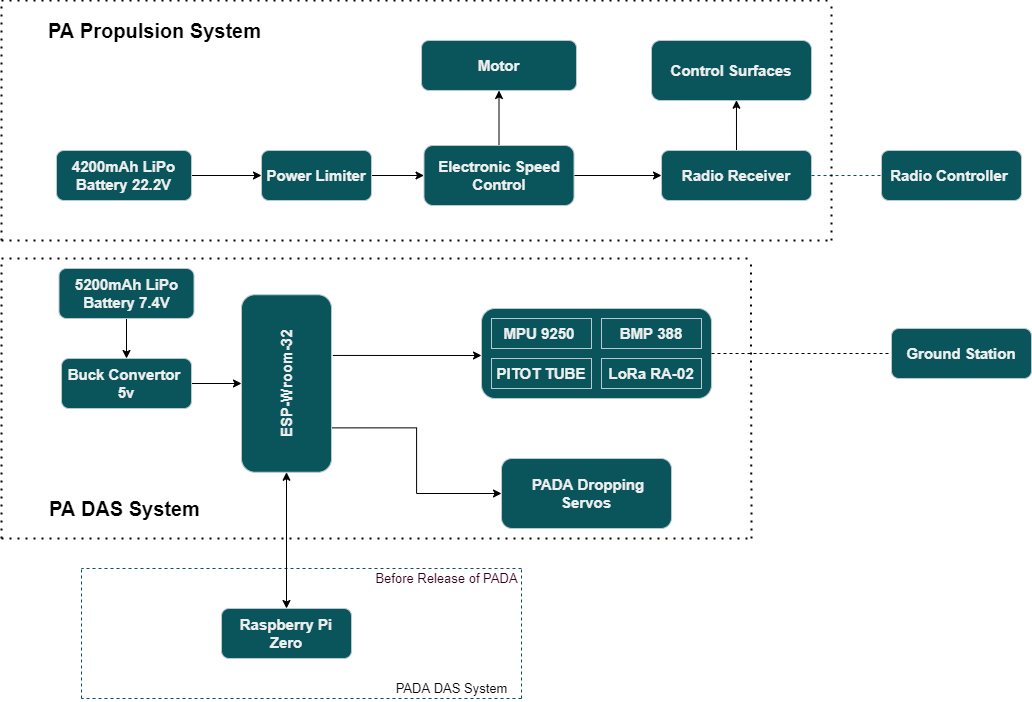 PA Propulsion System
Motor
Control Surfaces
4200mAh LiPo
Battery 22.2V
Power Limiter
Electronic Speed
Control
Radio Receiver
Radio Controller
5200mAh LiPo
Battery 7.4V
Buck Convertor
5v
ESP-Wroom-32
MPU 9250
BMP 388
PITOT TUBE
LoRa RA-02
Ground Station
PADA Dropping
Servos
PA DAS System
Before Release of PADA
Raspberry Pi
Zero
PADA DAS System